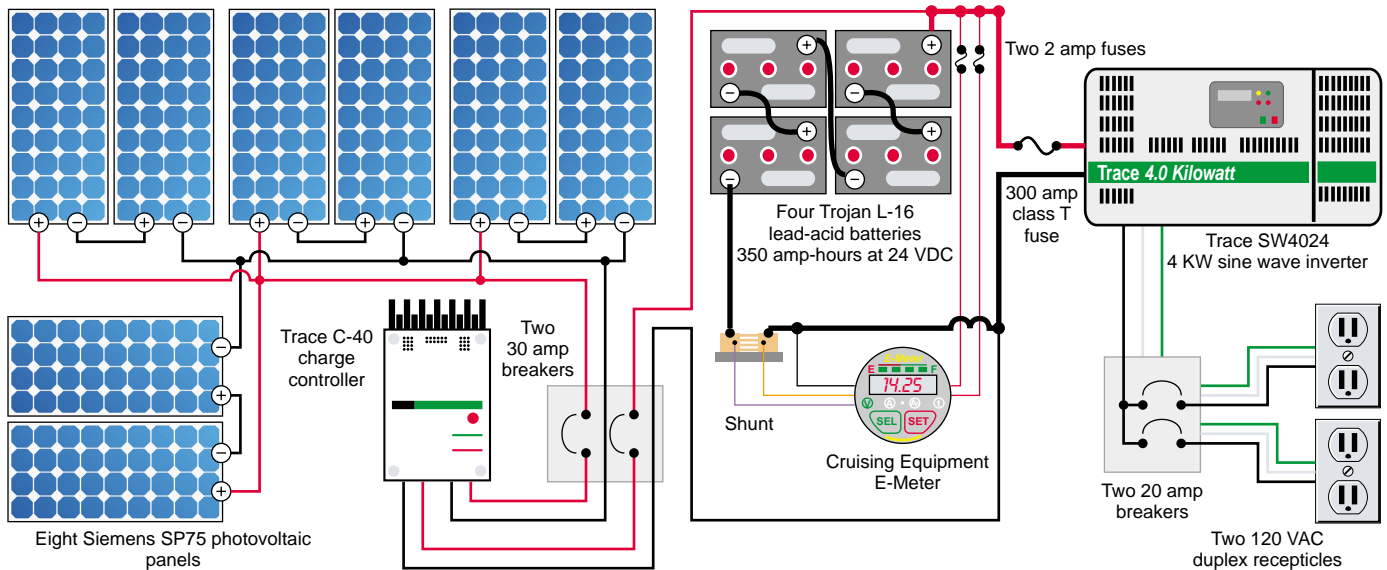 Two 2 amp fuses
Trace 4.0 Kilowatt
300 amp
class T
fuse
Trace SW4024
4 KW sine wave inverter
Four Trojan L-16
lead-acid batteries
350 amp-hours at 24 VDC
Trace C-40
charge
controller
Two
30 amp
breakers
E F
14.25
V A
SEL SET
Shunt
Cruising Equipment
E-Meter
Two 20 amp
breakers
Two 120 VAC
duplex recepticles
Eight Siemens SP75 photovoltaic
panels